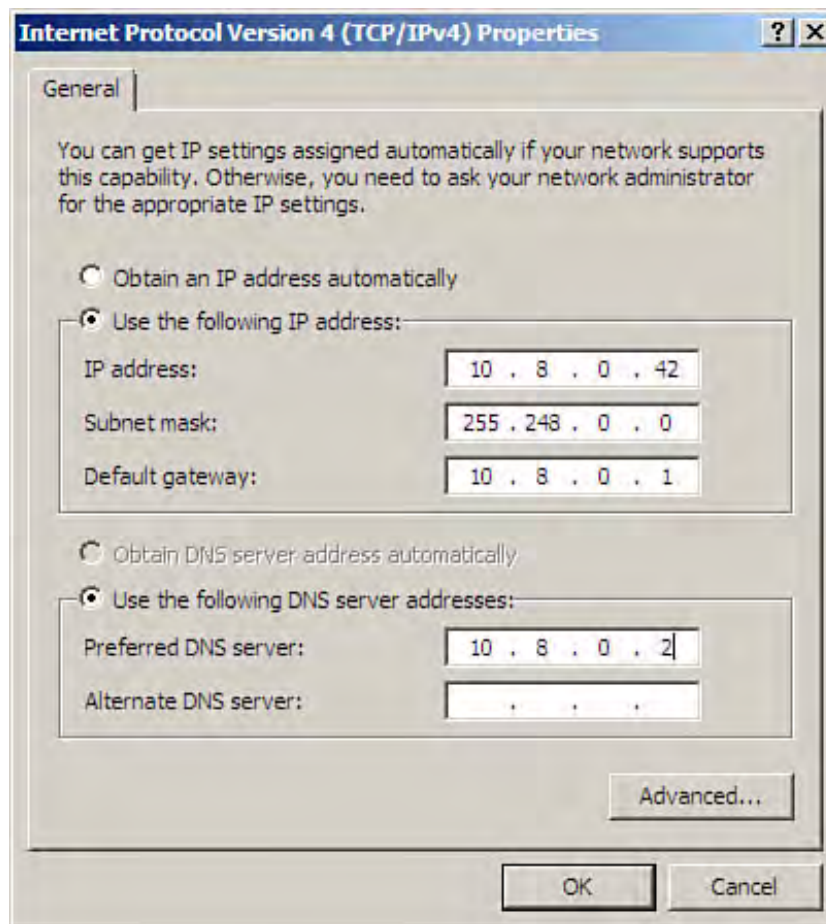 Internet Protocol Version 4 (TCP/IPv4) Properties
General
You can get IP settings assigned automatically if your network supports
this capability. Otherwise, you need to ask your network administrator
for the appropriate IP settings.
Obtain an IP address automatically
Use the following IP address:
IP address: 10 . 8 . 0 . 42
Subnet mask: 255 . 248 . 0 . 0
Default gateway: 10 . 8 . 0 . 1
Obtain DNS server address automatically
Use the following DNS server addresses:
Preferred DNS server: 10 . 8 . 0 . 2
Alternate DNS server: . . .
Advanced...
OK Cancel